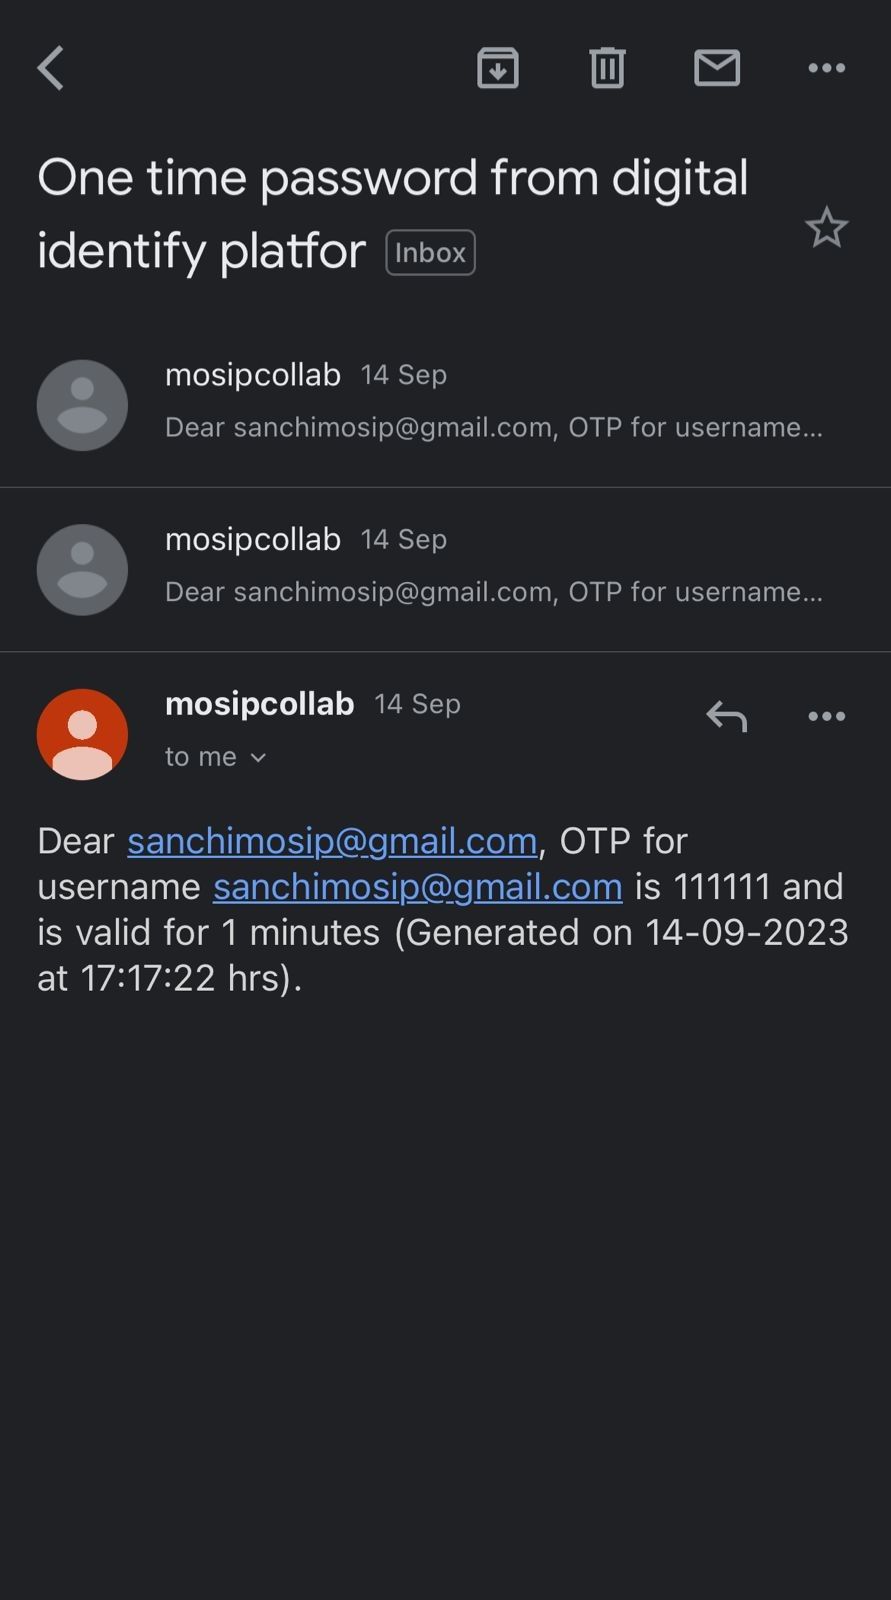 One time password from digital
identify platfor Inbox
mosipcollab 14 Sep
Dear sanchimosip@gmail.com, OTP for username...
mosipcollab 14 Sep
Dear sanchimosip@gmail.com, OTP for username...
mosipcollab 14 Sep
to me
Dear sanchimosip@gmail.com, OTP for
username sanchimosip@gmail.com is 111111 and
is valid for 1 minutes (Generated on 14-09-2023
at 17:17:22 hrs).